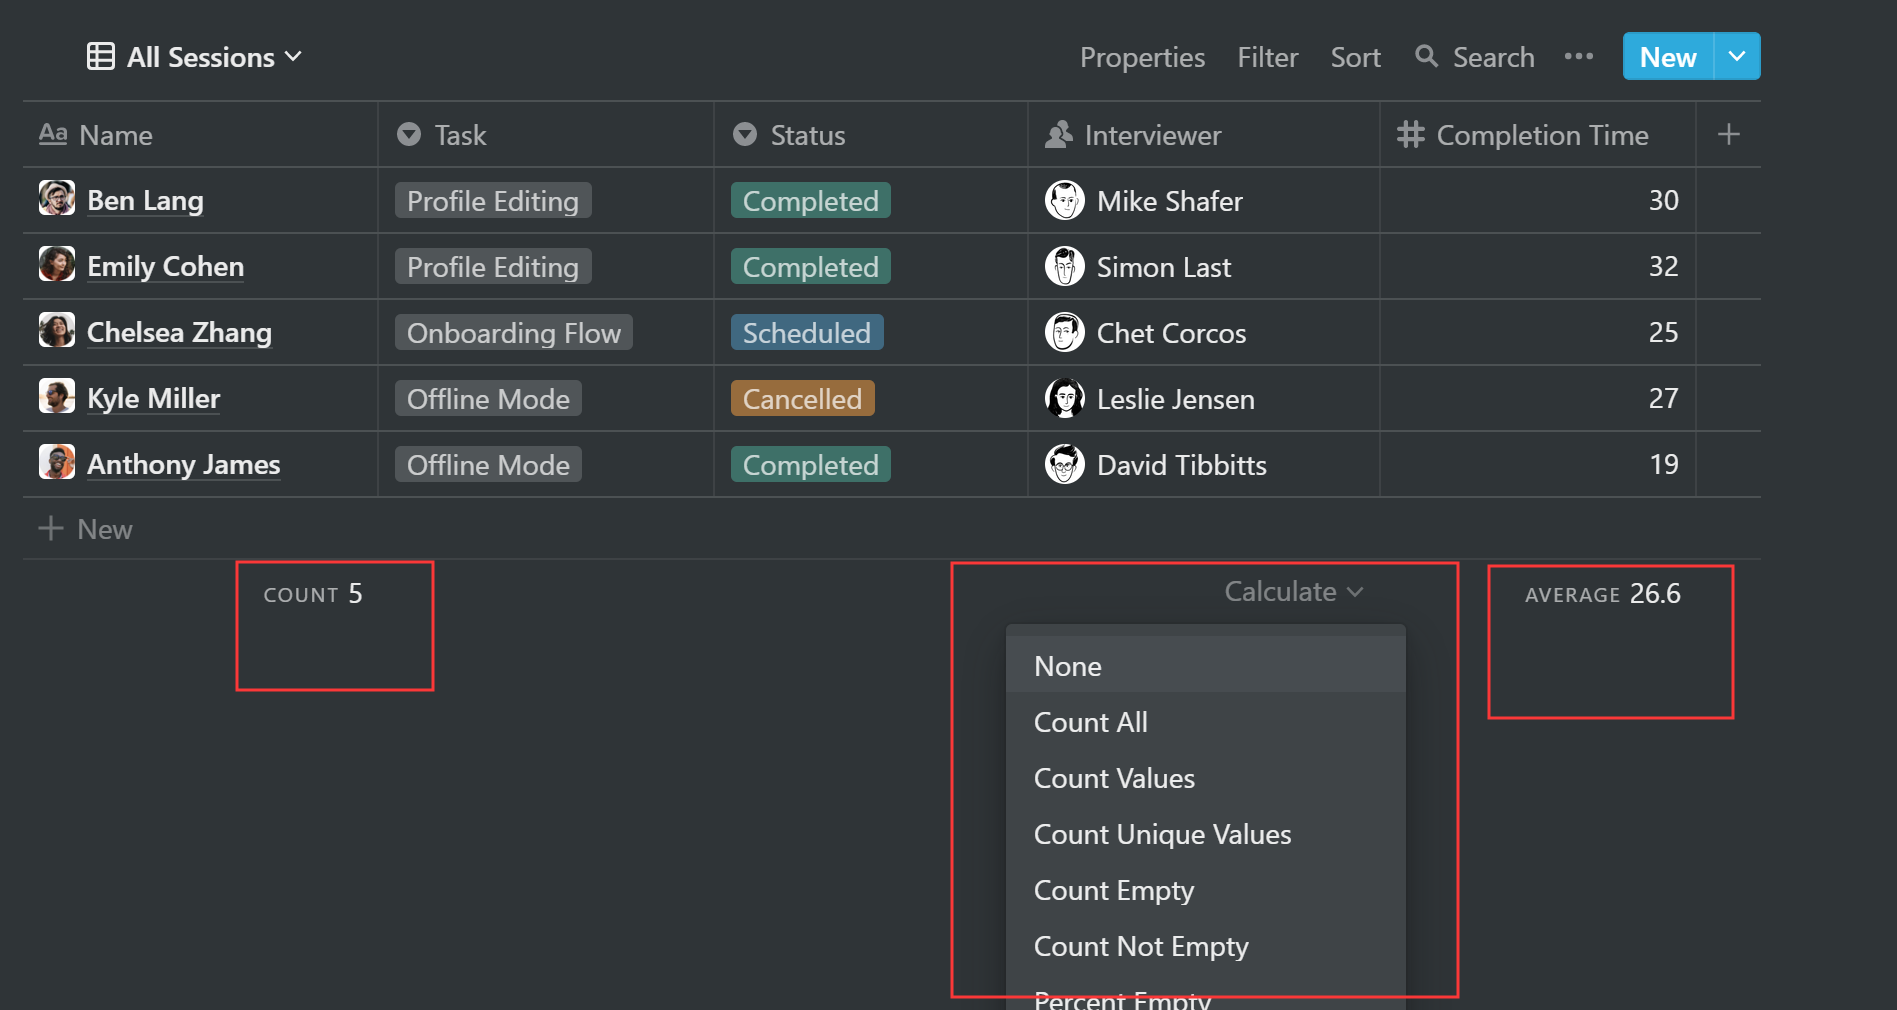 All Sessions Properties Filter Sort Search ••• New
Aa Name Task Status Interviewer # Completion Time +
Ben Lang Profile Editing Completed Mike Shafer 30
Emily Cohen Profile Editing Completed Simon Last 32
Chelsea Zhang Onboarding Flow Scheduled Chet Corcos 25
Kyle Miller Offline Mode Cancelled Leslie Jensen 27
Anthony James Offline Mode Completed David Tibbitts 19
+ New
COUNT 5 Calculate AVERAGE 26.6
None
Count All
Count Values
Count Unique Values
Count Empty
Count Not Empty
Percent Empty